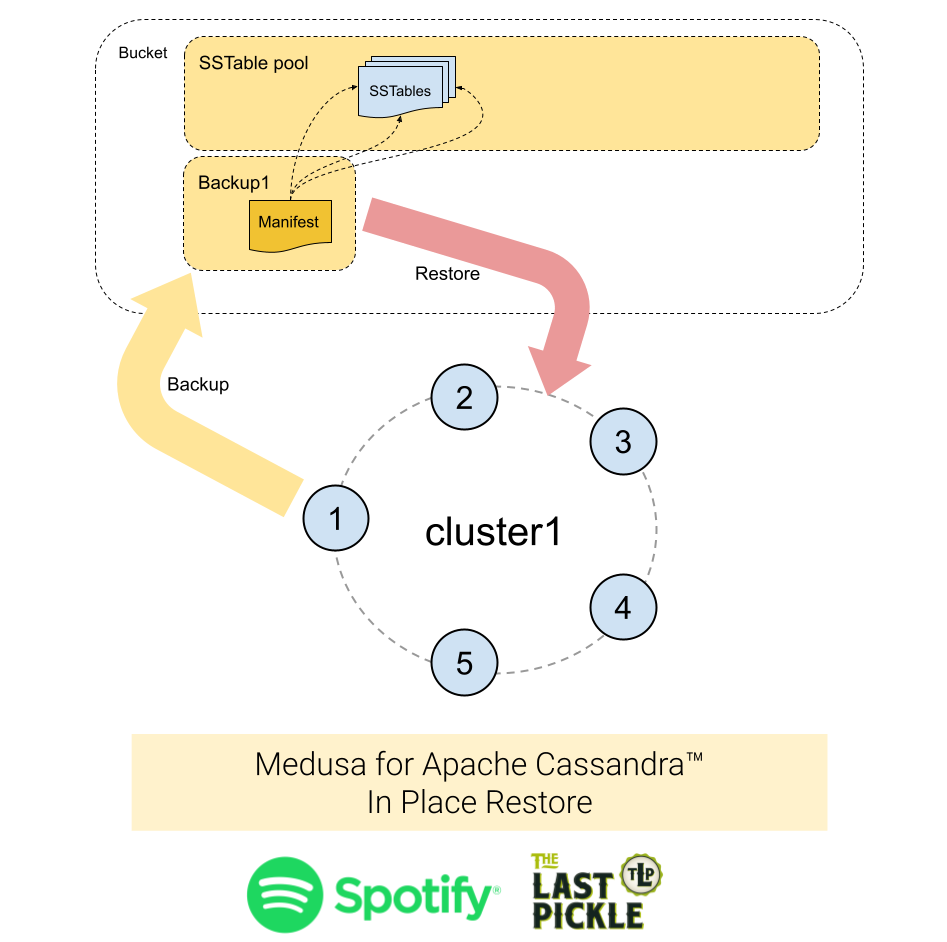 Bucket
SSTable pool
SSTables
Backup1
Manifest
Restore
Backup
2
3
1
cluster1
4
5
Medusa for Apache Cassandra™
In Place Restore
Spotify®
THE
LAST
PICKLE
TLP